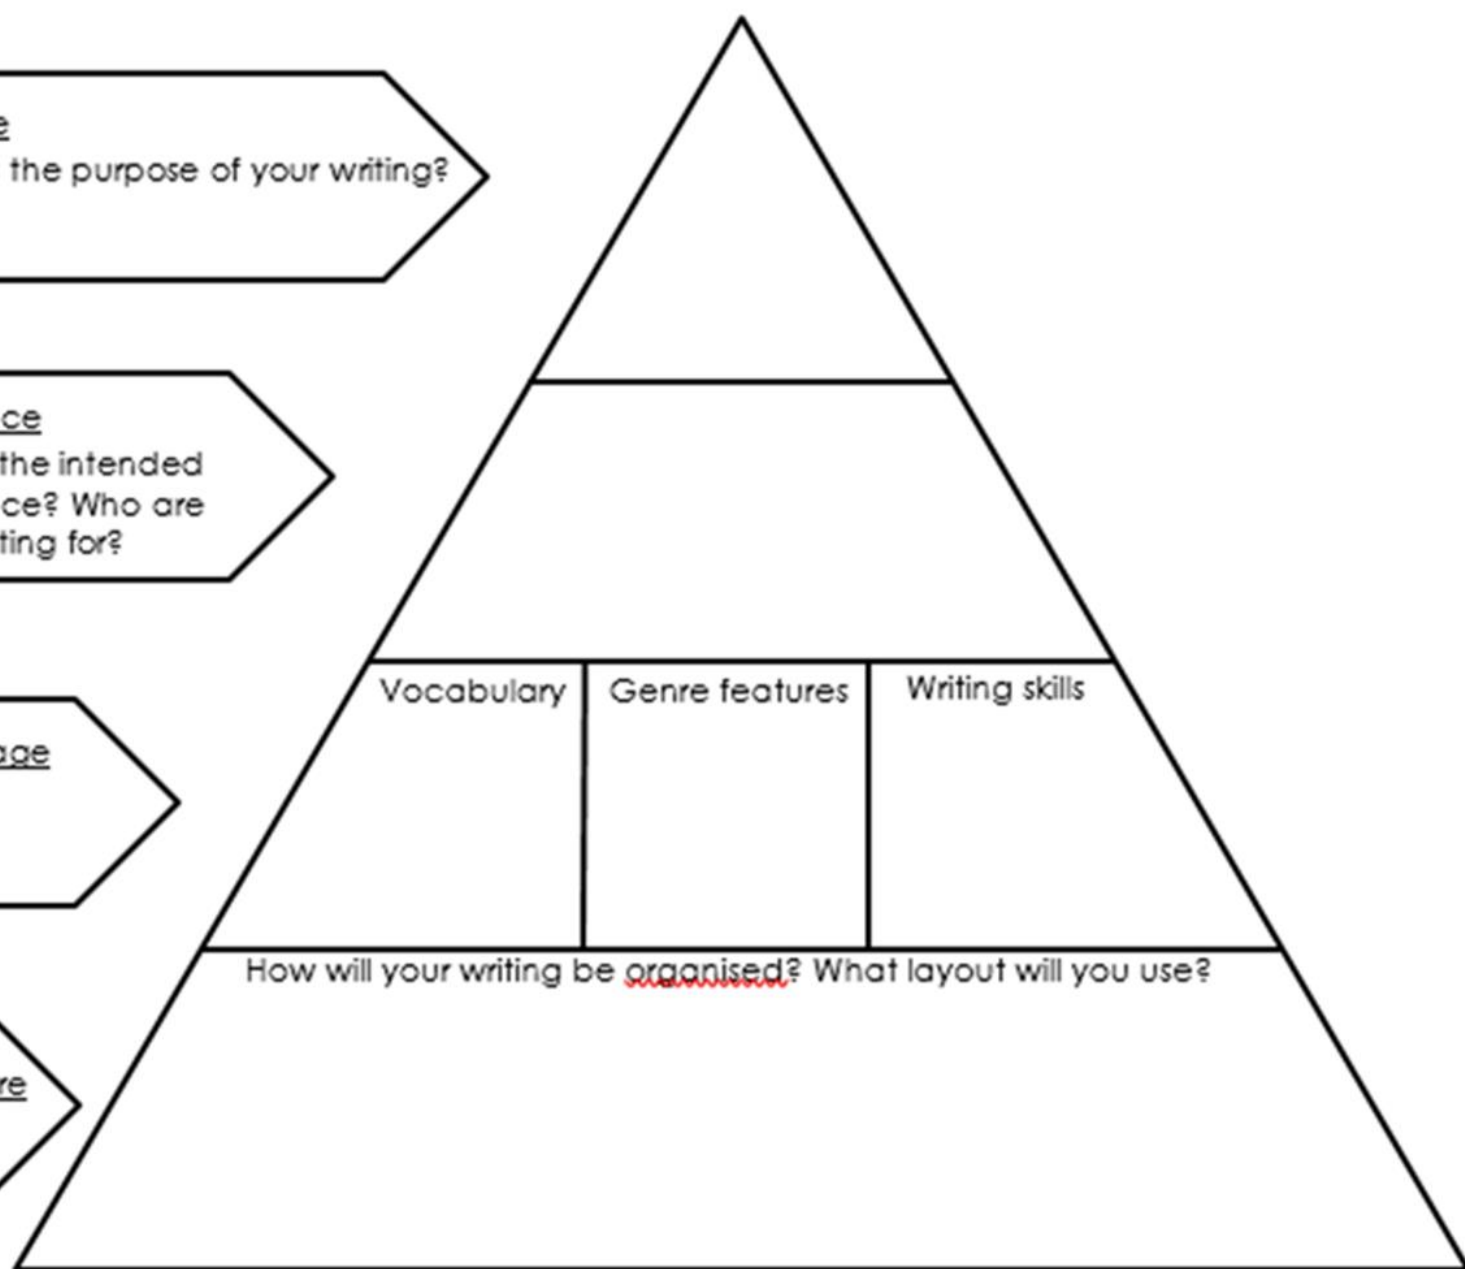 e
the purpose of your writing?
ce
the intended
ce? Who are
ting for?
Vocabulary
Genre features
Writing skills
age
How will your writing be organised? What layout will you use?
re